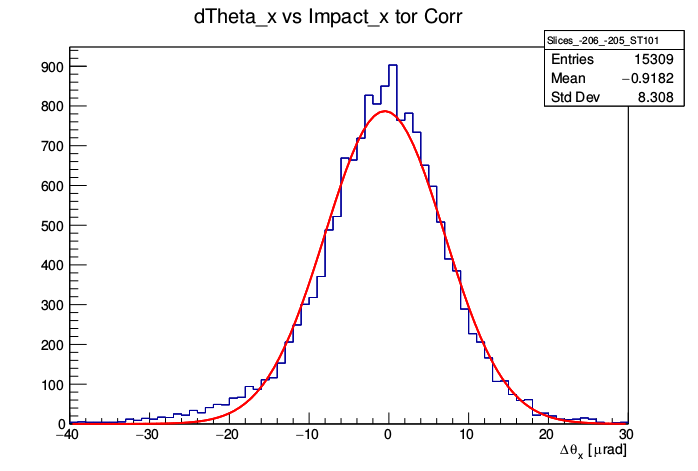 dTheta_x vs Impact_x tor Corr
Slices_-206_-205_ST101
Entries 15309
Mean −0.9182
Std Dev 8.308
900
800
700
600
500
400
300
200
100
0
−40 −30 −20 −10 0 10 20 30
Δθx [μrad]